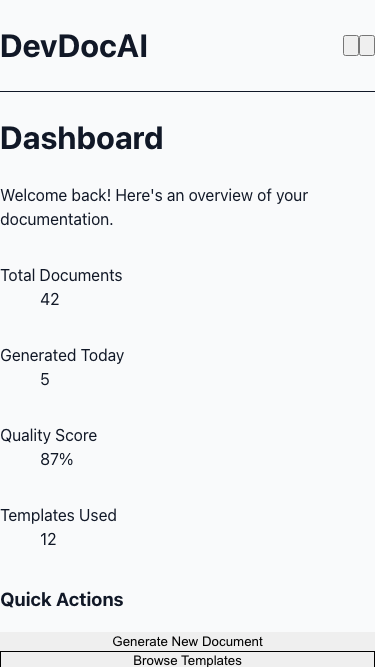 DevDocAI
Dashboard
Welcome back! Here's an overview of your
documentation.
Total Documents
42
Generated Today
5
Quality Score
87%
Templates Used
12
Quick Actions
Generate New Document
Browse Templates